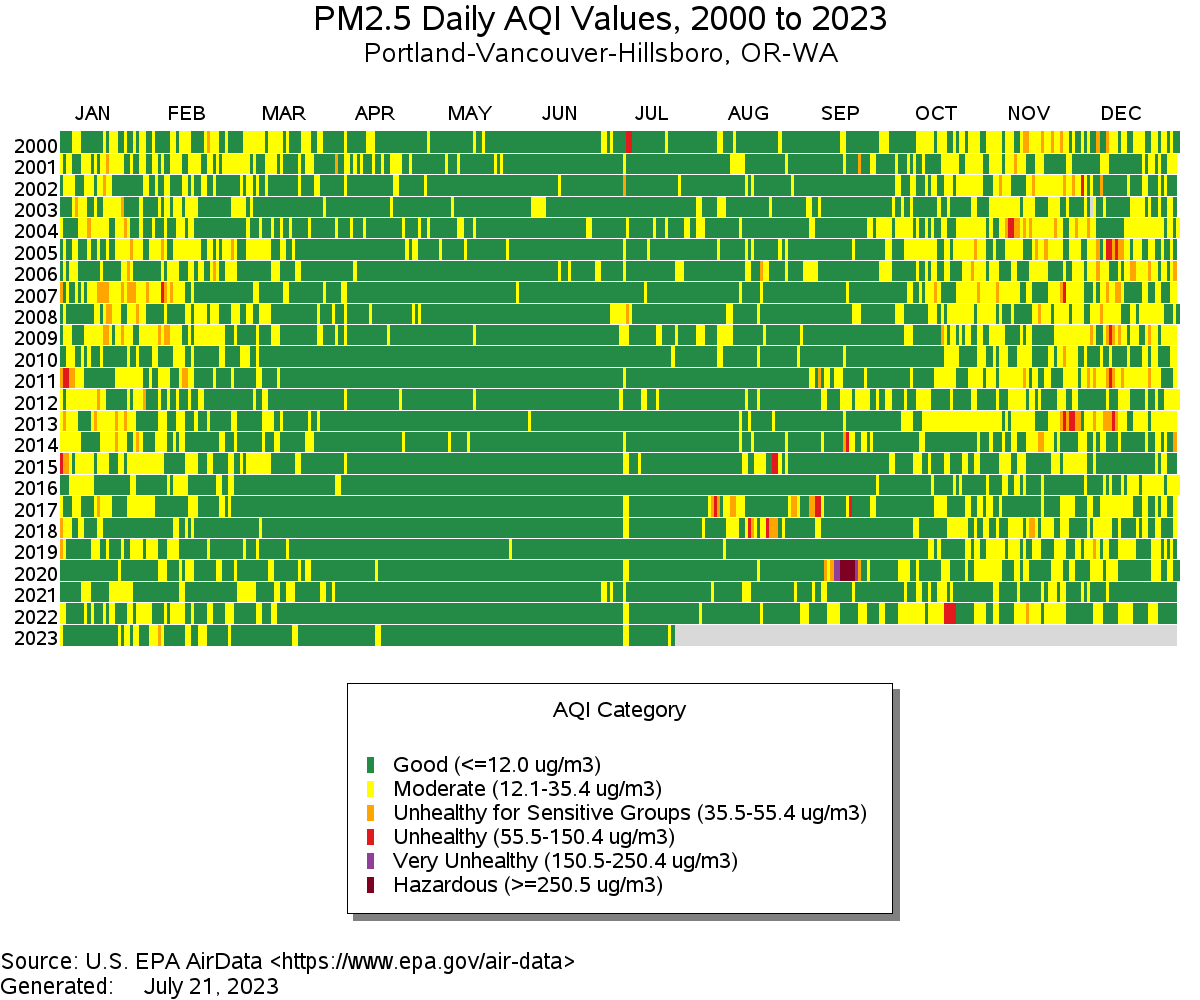 PM2.5 Daily AQI Values, 2000 to 2023
Portland-Vancouver-Hillsboro, OR-WA
JAN FEB MAR APR MAY JUN JUL AUG SEP OCT NOV DEC
2000
2001
2002
2003
2004
2005
2006
2007
2008
2009
2010
2011
2012
2013
2014
2015
2016
2017
2018
2019
2020
2021
2022
2023
AQI Category
Good (<=12.0 ug/m3)
Moderate (12.1-35.4 ug/m3)
Unhealthy for Sensitive Groups (35.5-55.4 ug/m3)
Unhealthy (55.5-150.4 ug/m3)
Very Unhealthy (150.5-250.4 ug/m3)
Hazardous (>=250.5 ug/m3)
Source: U.S. EPA AirData <https://www.epa.gov/air-data>
Generated: July 21, 2023